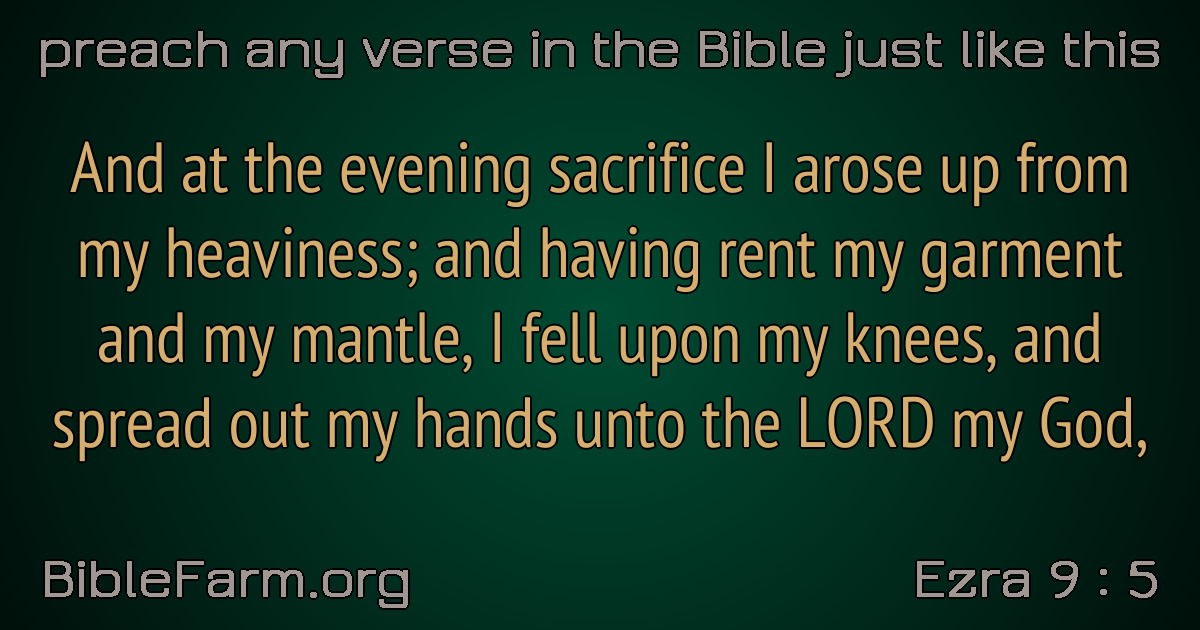 preach any verse in the Bible just like this
And at the evening sacrifice I arose up from
my heaviness; and having rent my garment
and my mantle, I fell upon my knees, and
spread out my hands unto the LORD my God,
BibleFarm.org
Ezra 9 : 5